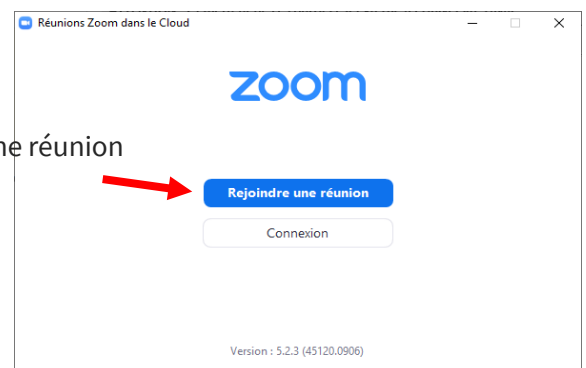 Réunions Zoom dans le Cloud
zoom
ne réunion
Rejoindre une réunion
Connexion
Version : 5.2.3 (45120.0906)